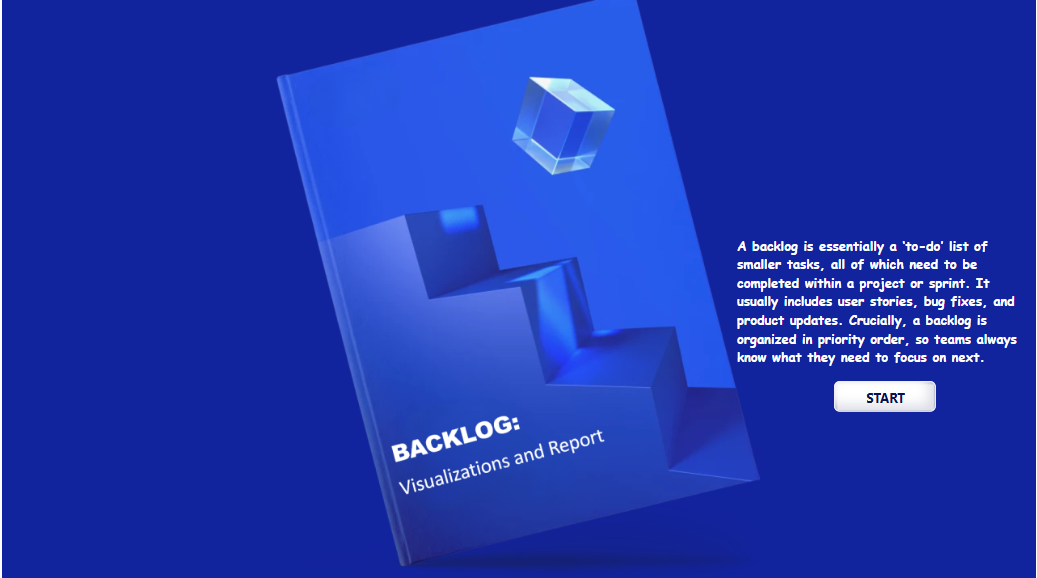 BACKLOG:
Visualizations and Report
A backlog is essentially a ‘to-do’ list of
smaller tasks, all of which need to be
completed within a project or sprint. It
usually includes user stories, bug fixes, and
product updates. Crucially, a backlog is
organized in priority order, so teams always
know what they need to focus on next.
START